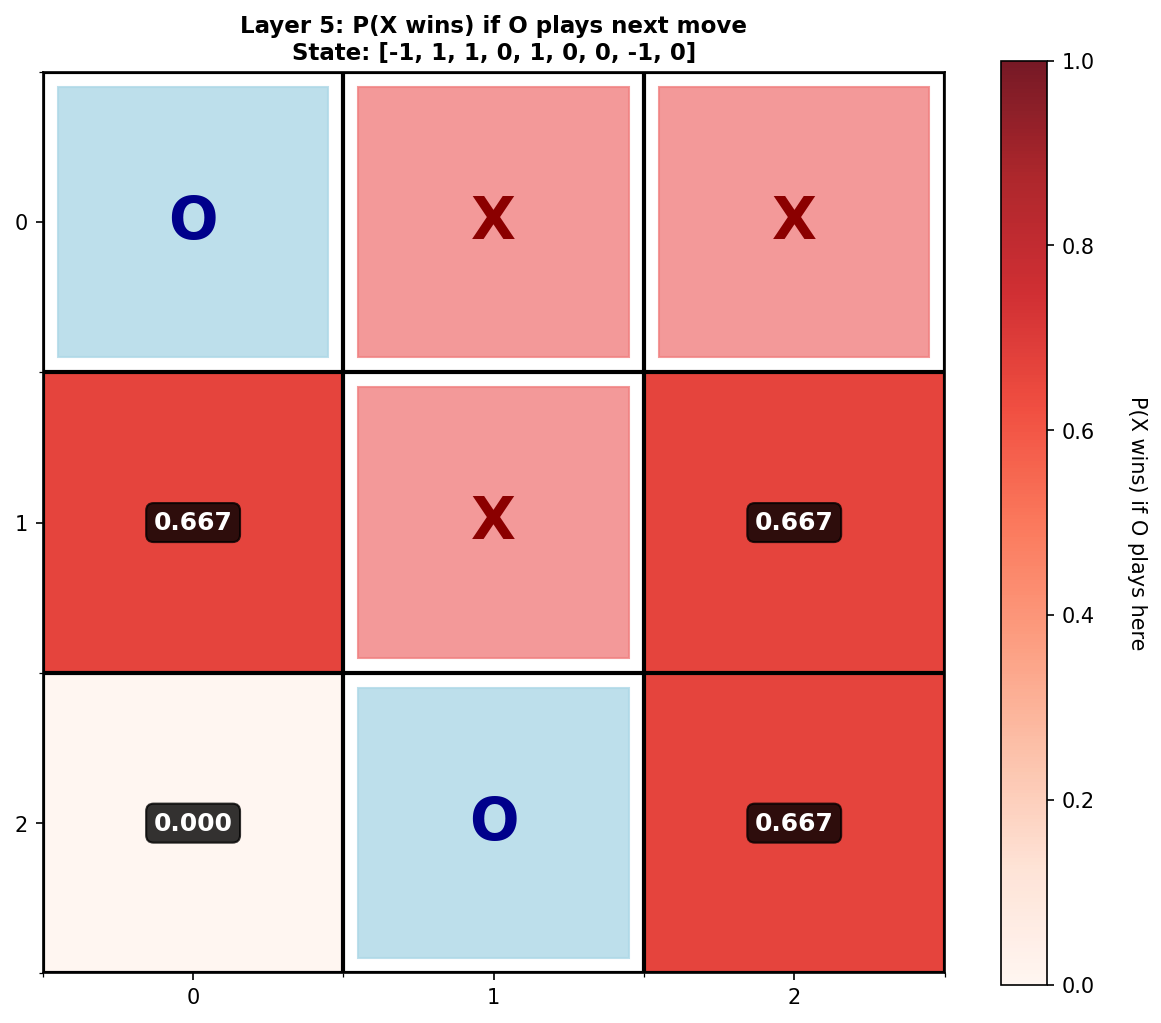 Layer 5: P(X wins) if O plays next move
State: [-1, 1, 1, 0, 1, 0, 0, -1, 0]
0
O
X
X
1
0.667
X
0.667
2
0.000
O
0.667
0
1
2
1.0
0.8
0.6
0.4
0.2
0.0
P(X wins) if O plays here